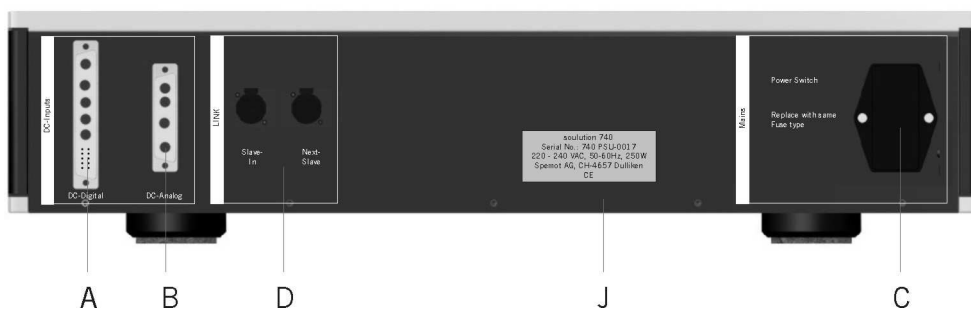 DC-Inputs
DC-Digital
DC-Analog
LINK
Slave-
In
Next-
Slave
soulution 740
Serial No.: 740 PSU-0017
220 - 240 VAC, 50-60Hz, 250W
Spemot AG, CH-4657 Dulliken
CE
Mains
Power Switch
Replace with same
Fuse type
A
B
D
J
C